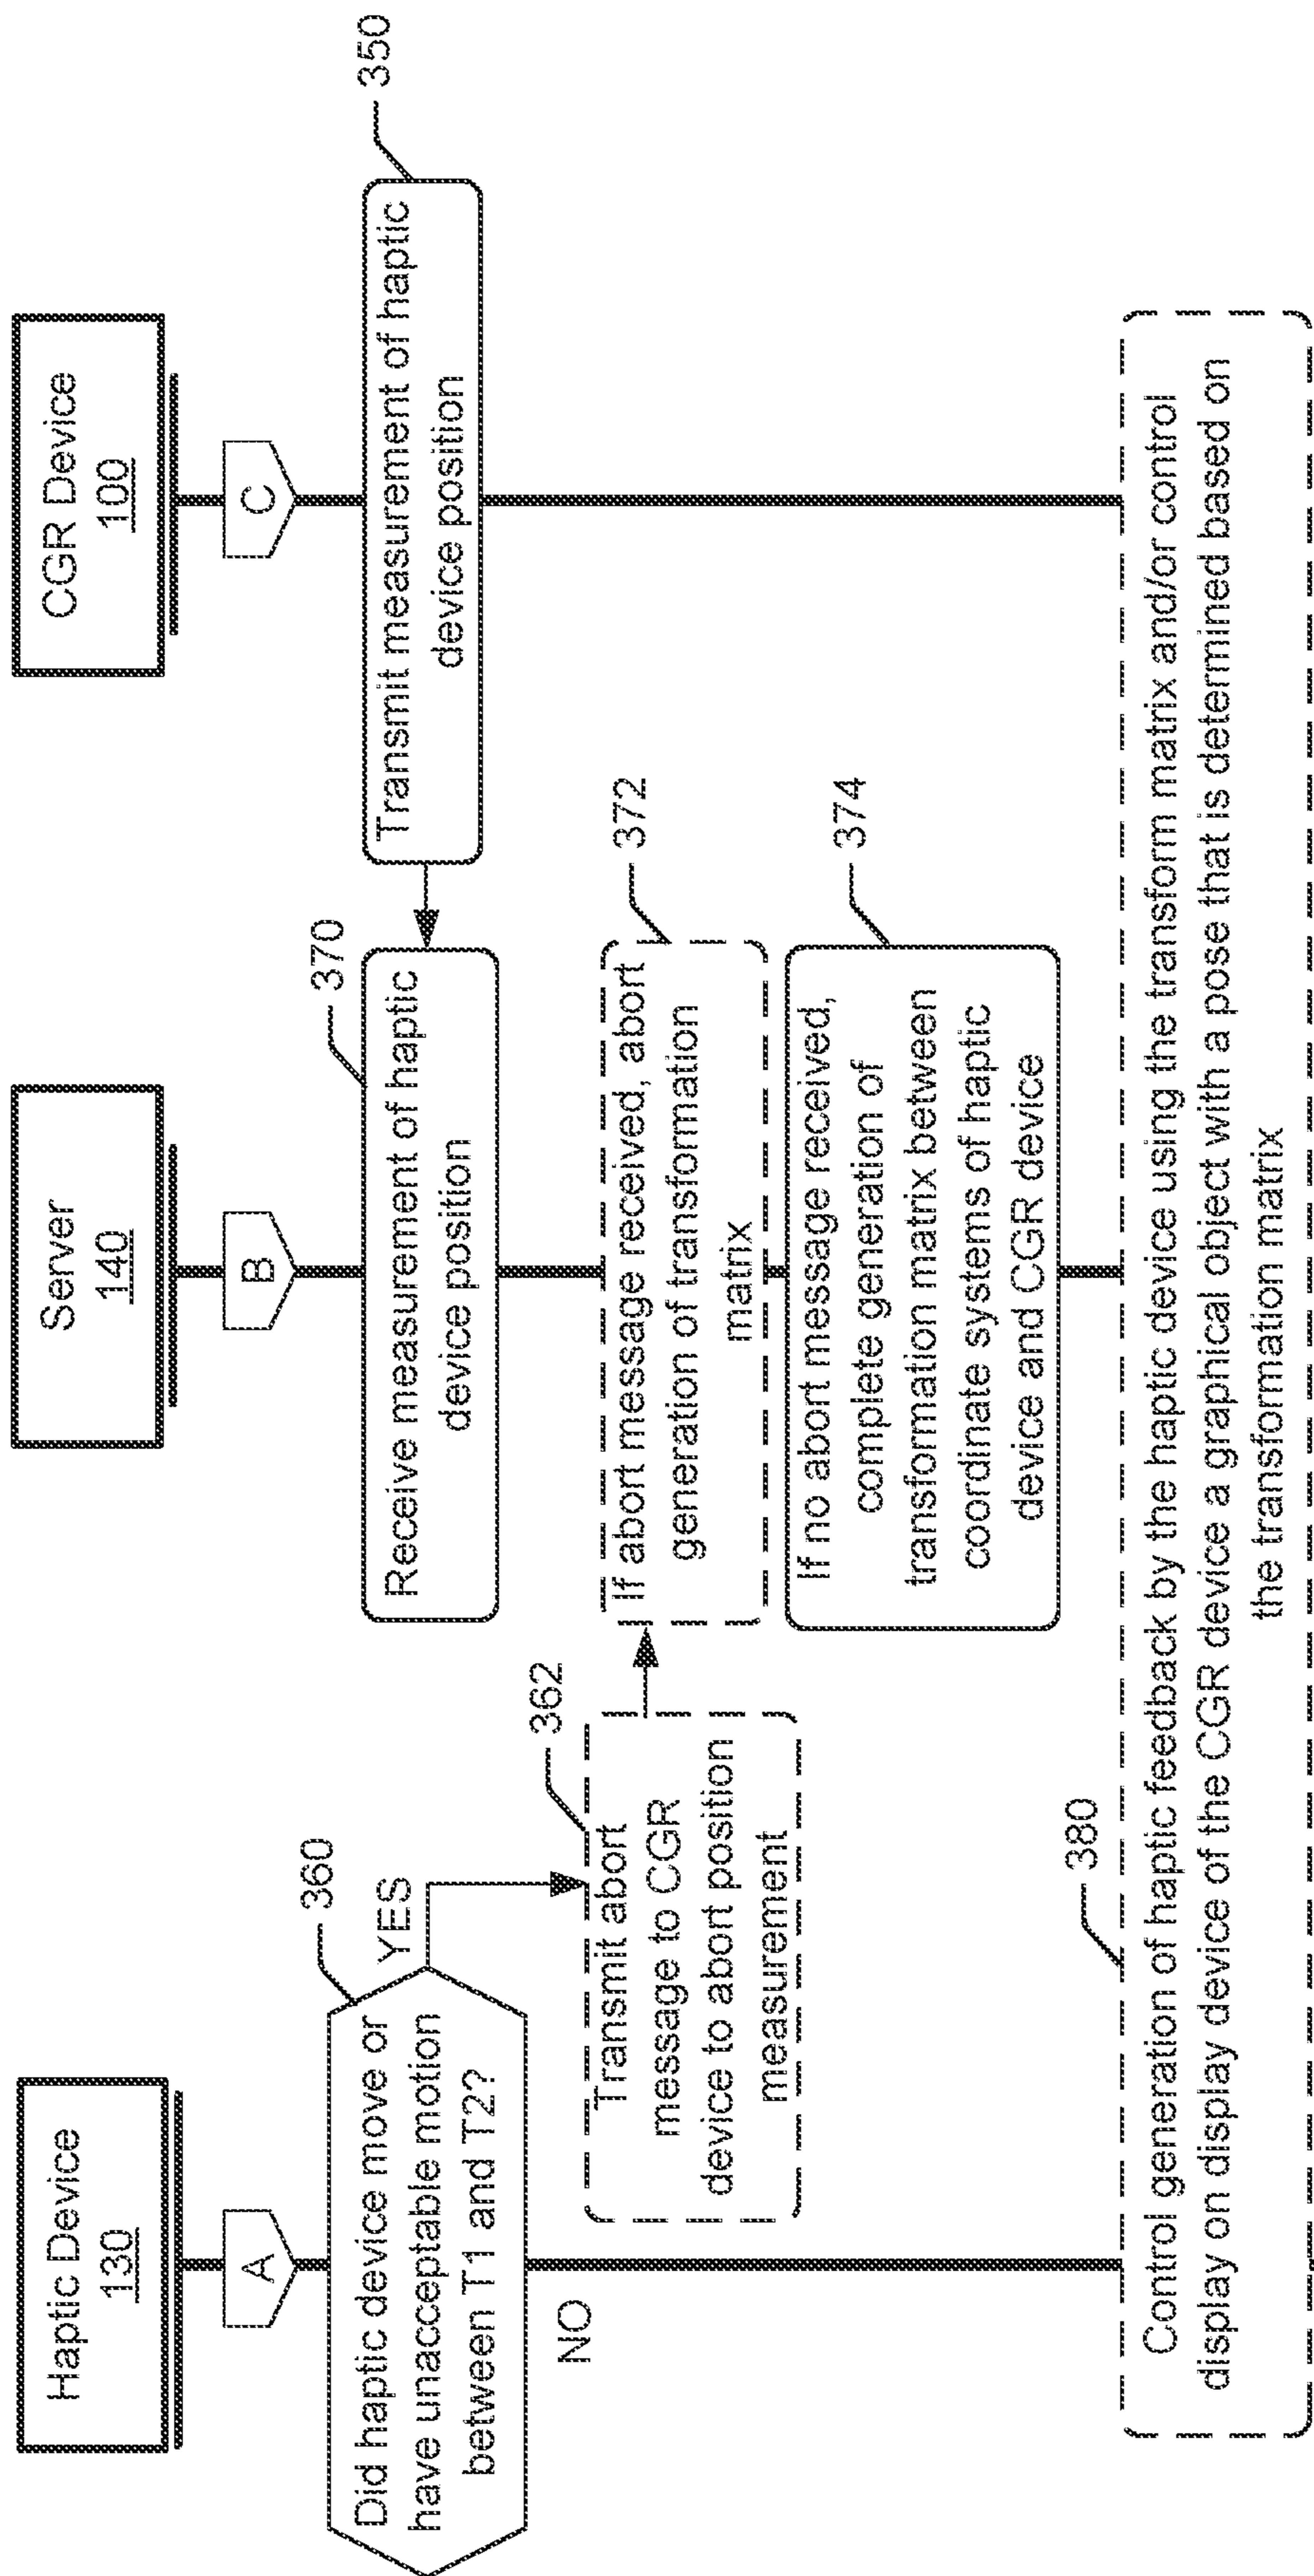 Haptic Device
130
Server
140
CGR Device
100
A
B
C
360
Did haptic device move or
have unacceptable motion
between T1 and T2?
YES
NO
362
Transmit abort
message to CGR
device to abort position
measurement
370
Receive measurement of haptic
device position
350
Transmit measurement of haptic
device position
372
If abort message received, abort
generation of transformation
matrix
374
If no abort message received,
complete generation of
transformation matrix between
coordinate systems of haptic
device and CGR device
380
Control generation of haptic feedback by the haptic device using the transform matrix and/or control
display on display device of the CGR device a graphical object with a pose that is determined based on
the transformation matrix